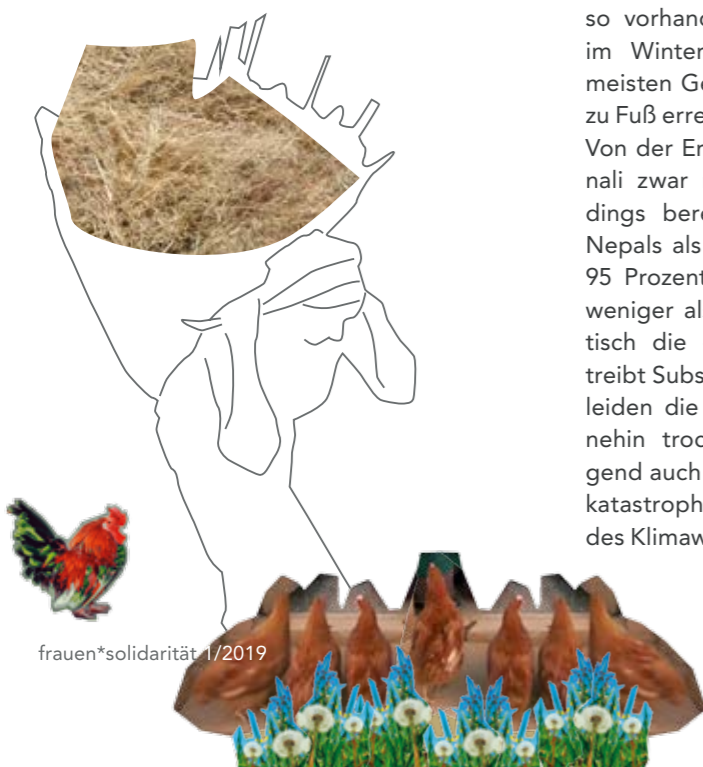 so vorhand
im Winter
meisten Ge
zu Fuß erre
Von der Er
nali zwar
dings bere
Nepals als
95 Prozent
weniger al
tisch die
treibt Subs
leiden die
nehin troc
gend auch
katastroph
des Klimaw
frauen*solidarität 1/2019